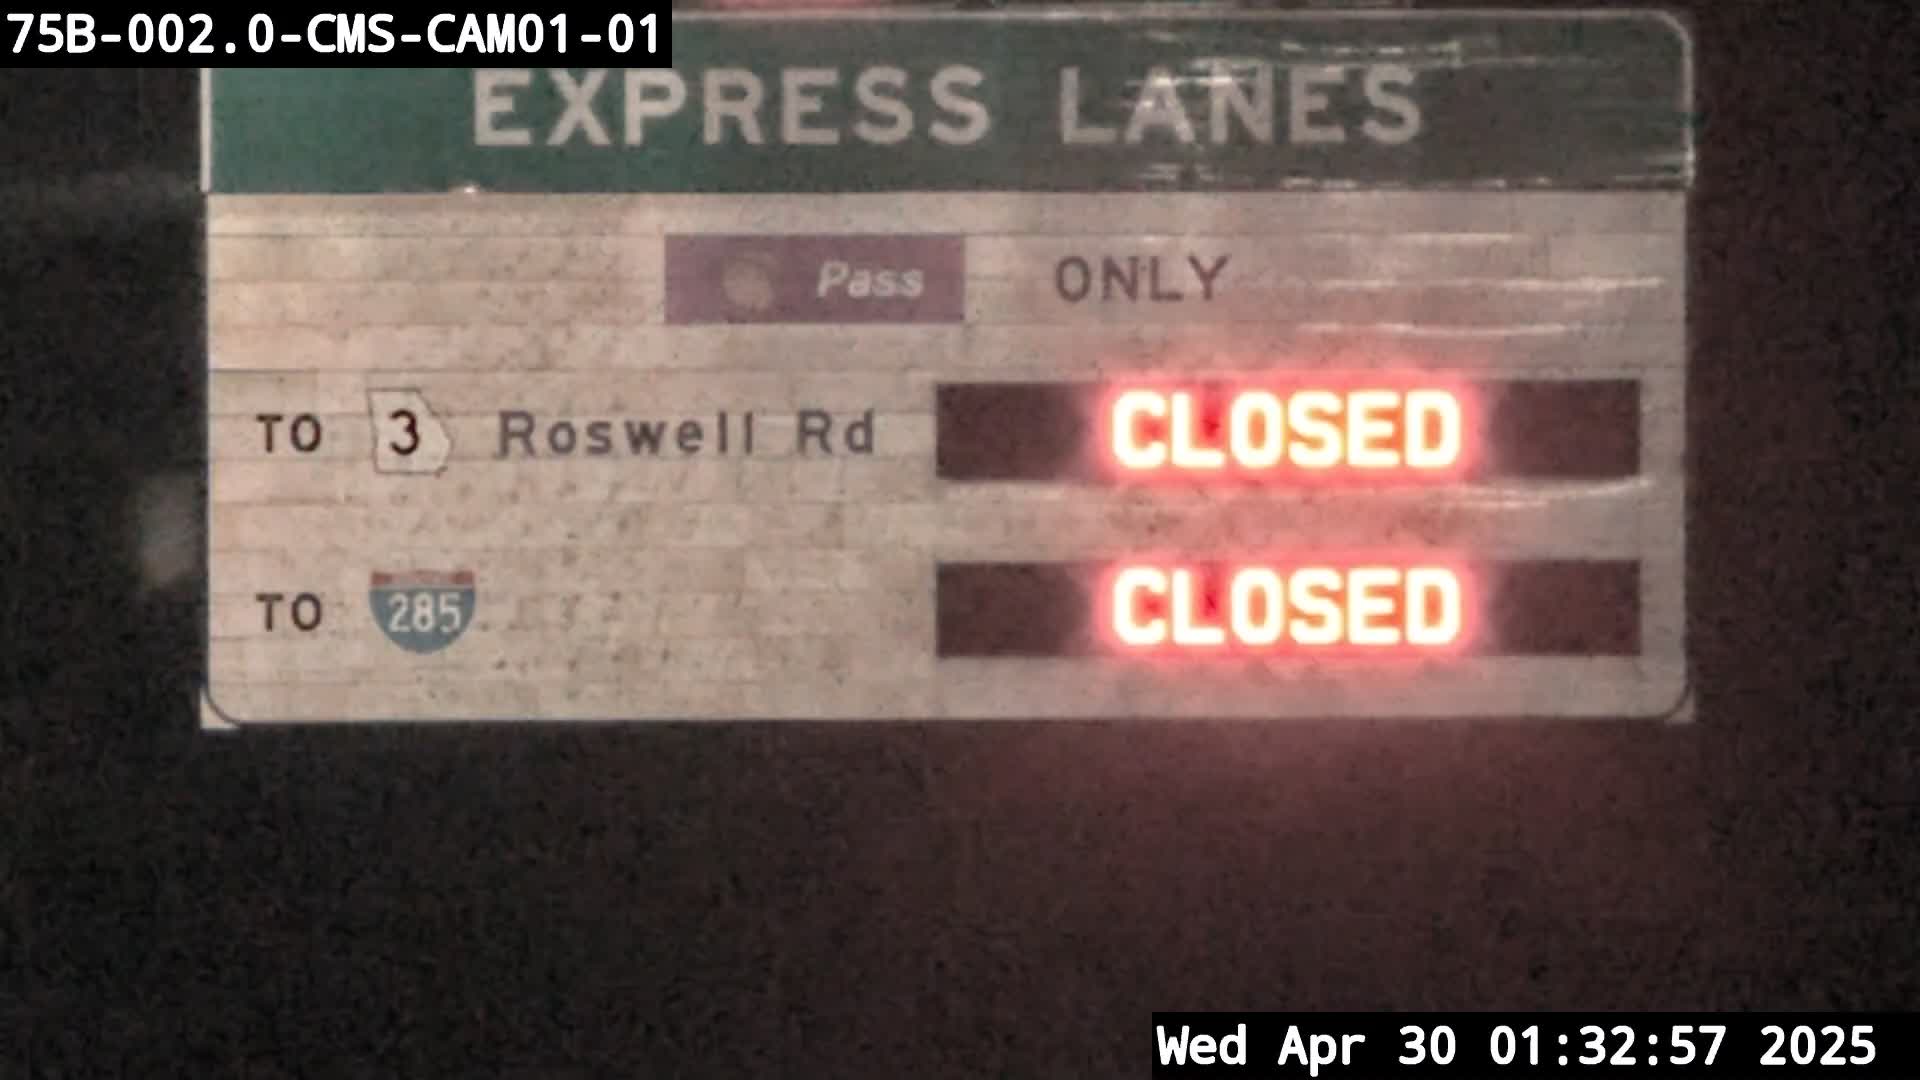 75B-002.0-CMS-CAM01-01
EXPRESS LANES
Pass ONLY
TO 3 Roswell Rd CLOSED
TO 285 CLOSED
Wed Apr 30 01:32:57 2025